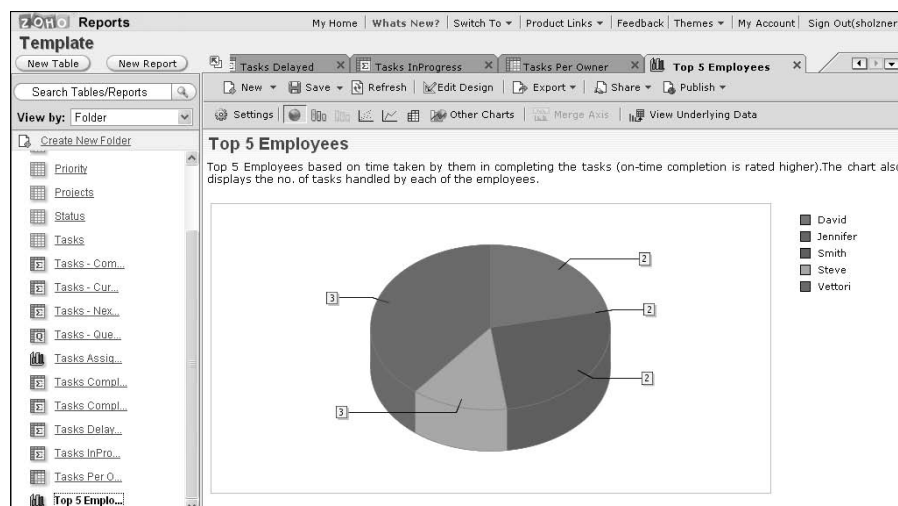 ZOHO Reports
My Home | Whats New? | Switch To | Product Links | Feedback | Themes | My Account | Sign Out(sholzner
Template
New Table New Report
Tasks Delayed X Tasks InProgress X Tasks Per Owner X Top 5 Employees X
Search Tables/Reports
New Save Refresh Edit Design Export Share Publish
View by: Folder
Settings Other Charts Merge Axis View Underlying Data
Create New Folder
Top 5 Employees
Top 5 Employees based on time taken by them in completing the tasks (on-time completion is rated higher).The chart also
displays the no. of tasks handled by each of the employees.
Priority
Projects
Status
Tasks
Tasks - Com...
Tasks - Cur...
Tasks - Nex...
Tasks - Que...
Tasks Assig...
Tasks Compl...
Tasks Compl...
Tasks Delay...
Tasks InPro...
Tasks Per O...
Top 5 Emplo...
2
3
2
2
3
David
Jennifer
Smith
Steve
Vettori